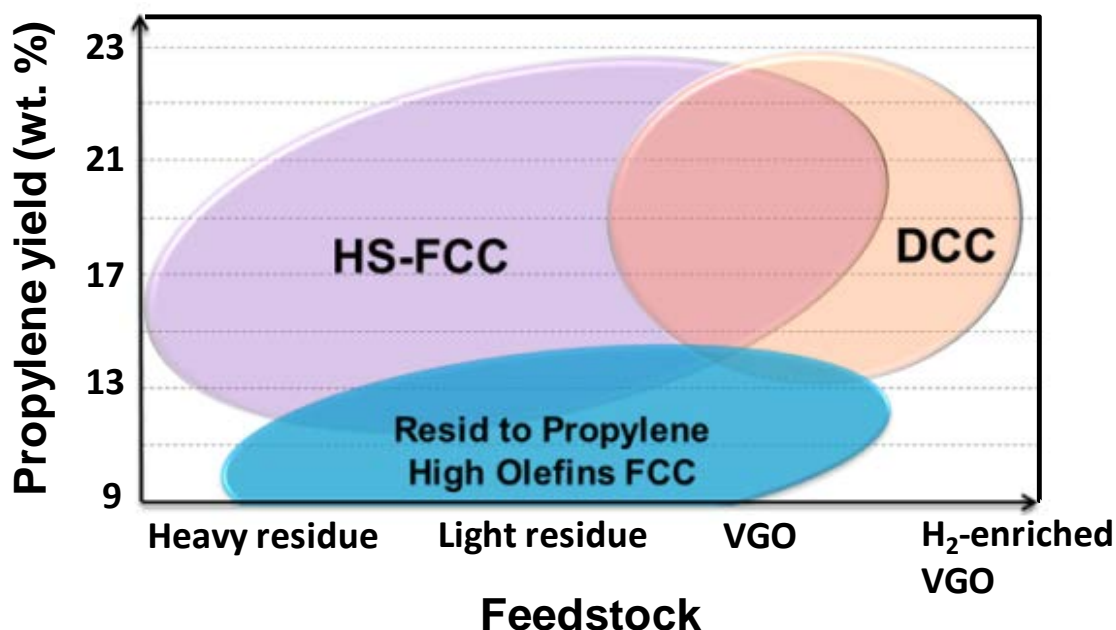 Propylene yield (wt. %)
23
21
17
13
9
HS-FCC
DCC
Resid to Propylene
High Olefins FCC
Heavy residue
Light residue
VGO
H₂-enriched
VGO
Feedstock